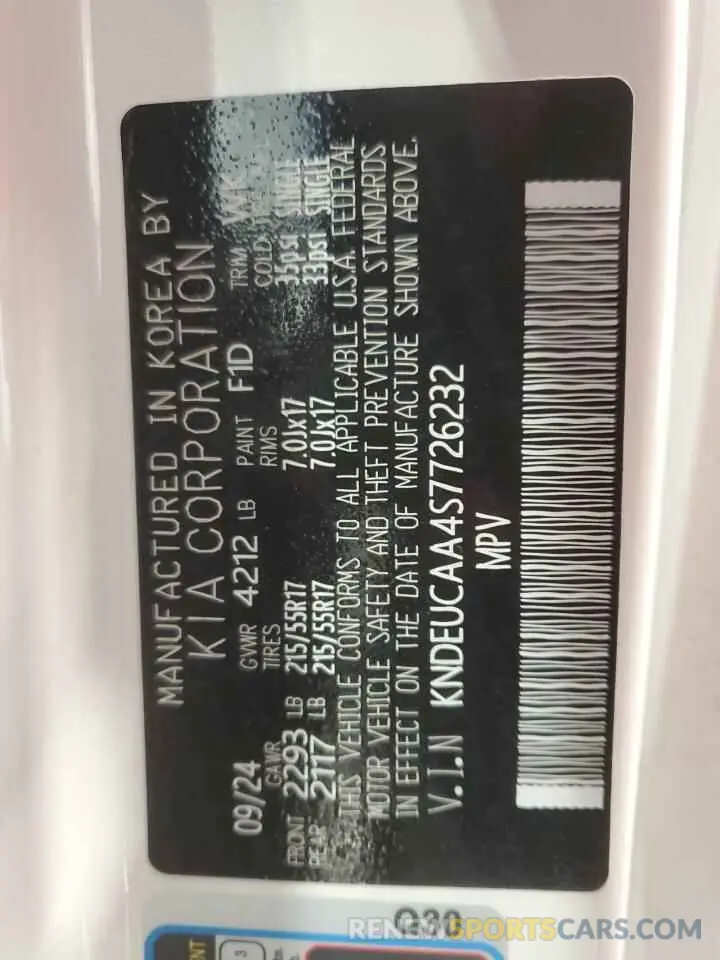 MANUFACTURED IN KOREA BY
KIA CORPORATION
09/24 GVWR 4212 LB PAINT F1D TRIM WK
GAWR TIRES RIMS COLD
FRONT 2293 LB 215/55R17 7.0Jx17 35psi SINGLE
REAR 2117 LB 215/55R17 7.0Jx17 33psi SINGLE
THIS VEHICLE CONFORMS TO ALL APPLICABLE U.S.A. FEDERAL
MOTOR VEHICLE SAFETY AND THEFT PREVENTION STANDARDS
IN EFFECT ON THE DATE OF MANUFACTURE SHOWN ABOVE.
V.I.N KNDEUCAA4S7726232
MPV
Q30
3
RENEWSPORTSCARS.COM